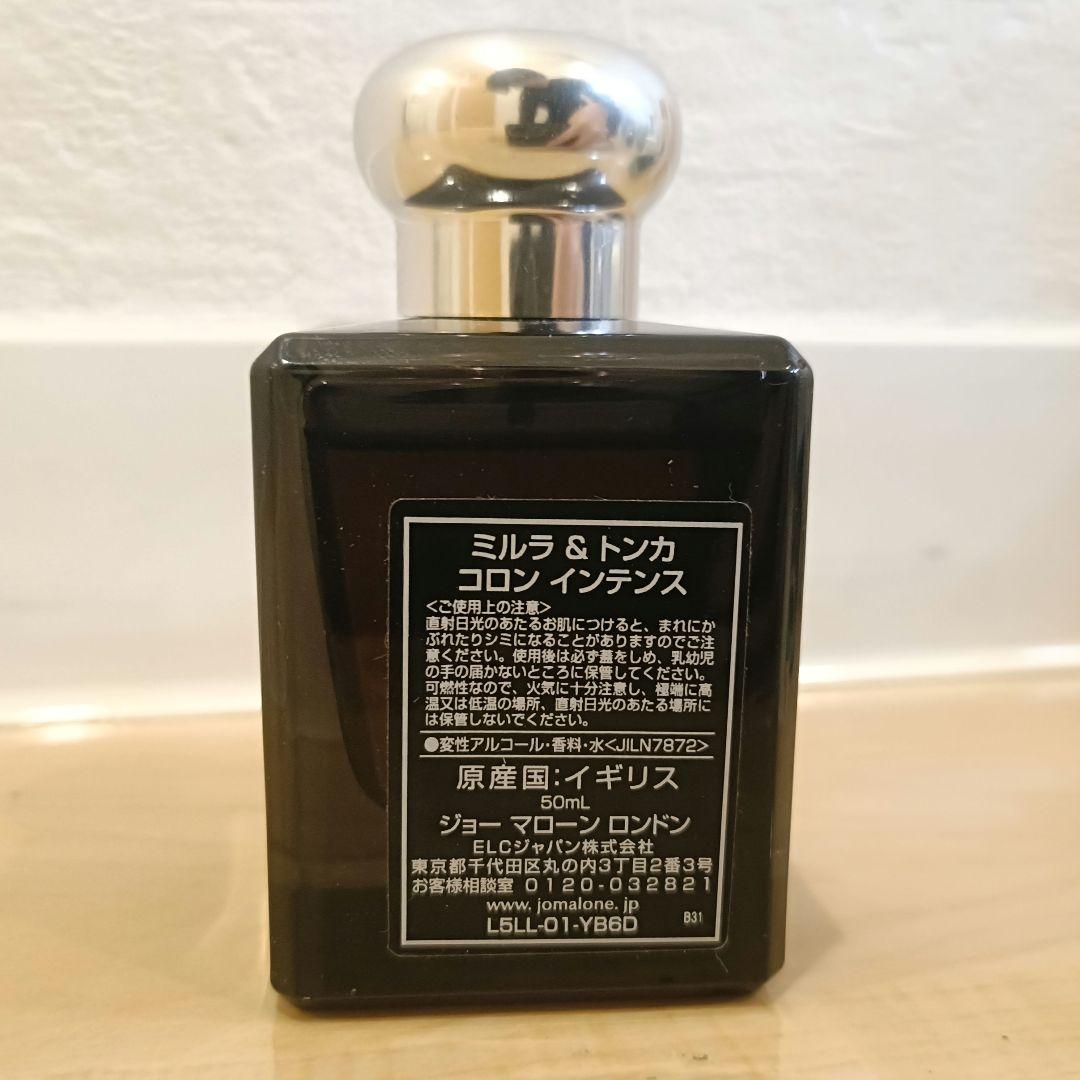 ミルラ & トンカ
コロン インテンス
<ご使用上の注意>
直射日光のあたるお肌につけると、まれにか
ぶれたりシミになることがありますのでご注
意ください。使用後は必ず蓋をしめ、乳幼児
の手の届かないところに保管してください。
可燃性なので、火気に十分注意し、極端に高
温又は低温の場所、直射日光のあたる場所に
は保管しないでください。
●変性アルコール・香料・水<JILN7872>
原産国:イギリス
50mL
ジョー マローン ロンドン
ELCジャパン株式会社
東京都千代田区丸の内3丁目2番3号
お客様相談室 0120-032821
www. jomalone. jp
L5LL-01-YB6D
B31